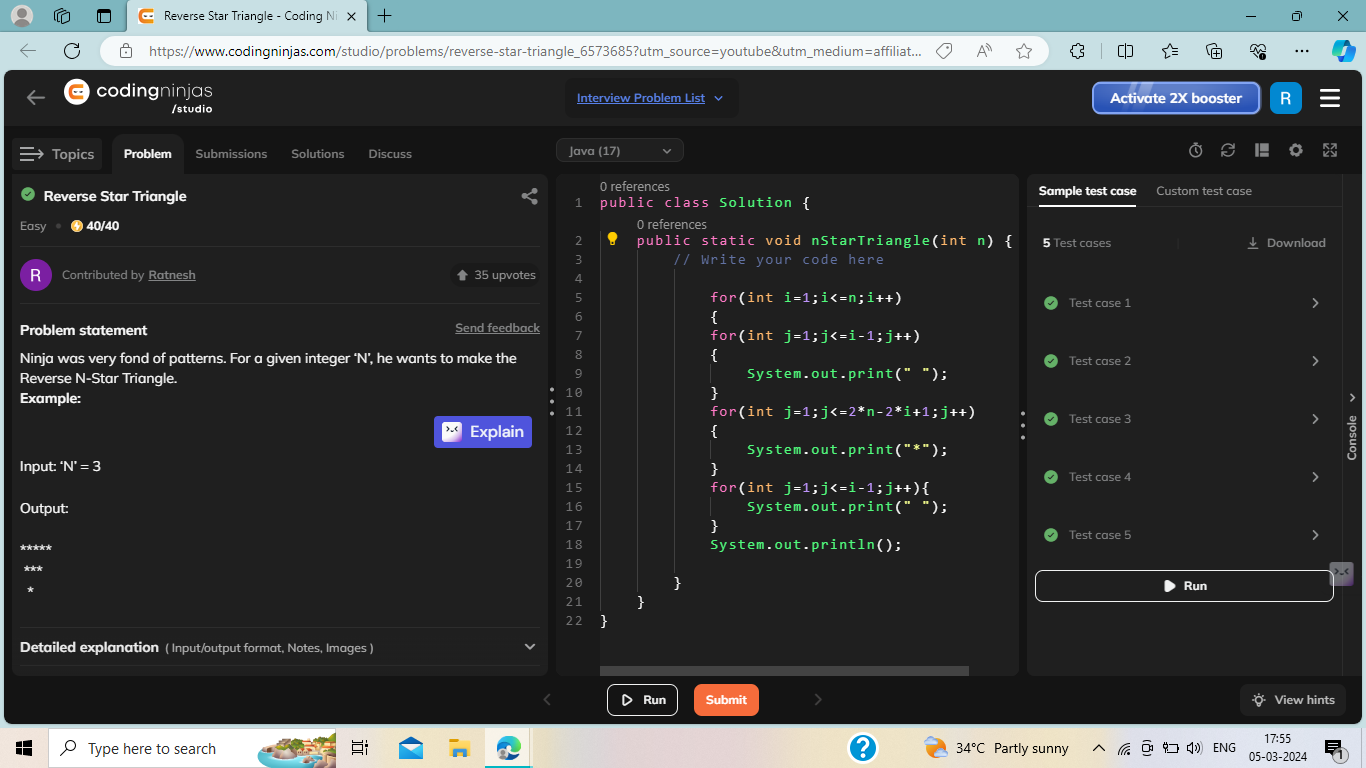 Reverse Star Triangle - Coding Ni
https://www.codingninjas.com/studio/problems/reverse-star-triangle_6573685?utm_source=youtube&utm_medium=affiliat...
codingninjas
/studio
Interview Problem List
Activate 2X booster
R
Topics
Problem
Submissions
Solutions
Discuss
Reverse Star Triangle
Easy
40/40
R
Contributed by Ratnesh
35 upvotes
Problem statement
Send feedback
Ninja was very fond of patterns. For a given integer ‘N’, he wants to make the
Reverse N-Star Triangle.
Example:
Explain
Input: ‘N’ = 3
Output:
*****
 ***
  *
Detailed explanation ( Input/output format, Notes, Images )
Java (17)
0 references
1 public class Solution {
0 references
2     public static void nStarTriangle(int n) {
3         // Write your code here
4
5             for(int i=1;i<=n;i++)
6             {
7             for(int j=1;j<=i-1;j++)
8             {
9                 System.out.print(" ");
10             }
11             for(int j=1;j<=2*n-2*i+1;j++)
12             {
13                 System.out.print("*");
14             }
15             for(int j=1;j<=i-1;j++){
16                 System.out.print(" ");
17             }
18             System.out.println();
19
20         }
21     }
22 }
Run
Submit
Sample test case
Custom test case
5 Test cases
Download
Test case 1
Test case 2
Test case 3
Test case 4
Test case 5
Run
Console
View hints
Type here to search
34°C Partly sunny
ENG
17:55
05-03-2024
1